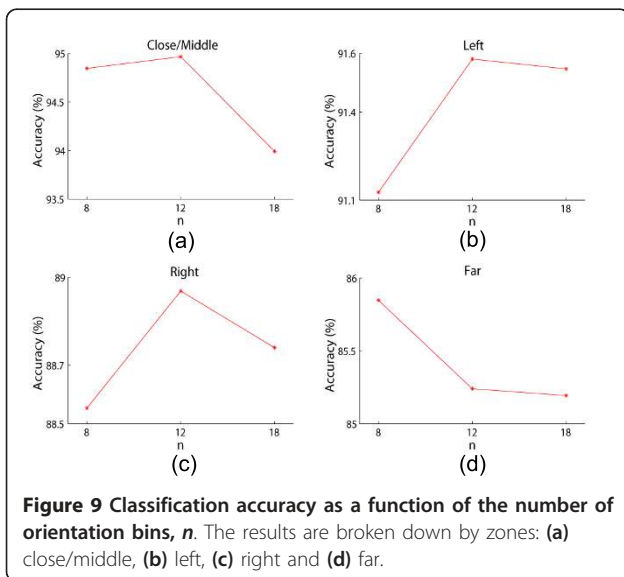 Close/Middle
95
94.5
94
93.5
Accuracy (%)
8
12
18
n
(a)
Left
91.6
91.4
91.1
Accuracy (%)
8
12
18
n
(b)
Right
89
88.7
88.5
Accuracy (%)
8
12
18
n
(c)
Far
86
85.5
85
Accuracy (%)
8
12
18
n
(d)
Figure 9 Classification accuracy as a function of the number of
orientation bins, n. The results are broken down by zones: (a)
close/middle, (b) left, (c) right and (d) far.